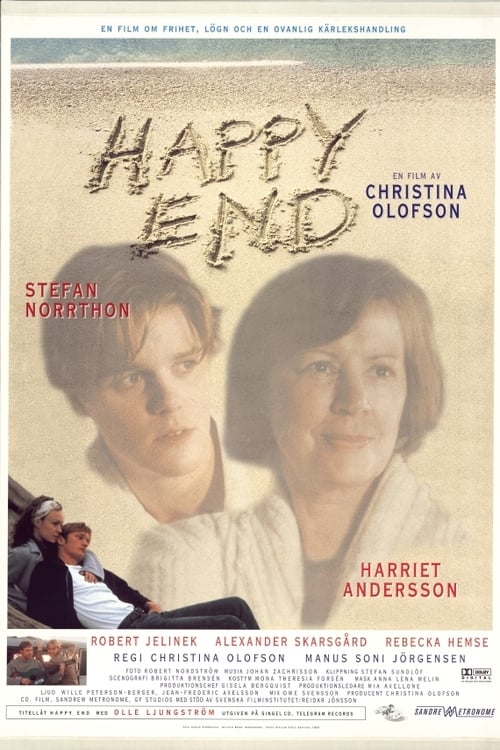 EN FILM OM FRIHET, LÖGN OCH EN OVANLIG KÄRLEKSHANDLING
HAPPY
END
EN FILM AV
CHRISTINA
OLOFSON
STEFAN
NORRTHON
HARRIET
ANDERSSON
ROBERT JELINEK ALEXANDER SKARSGÅRD REBECKA HEMSE
REGI CHRISTINA OLOFSON MANUS SONI JÖRGENSEN
FOTO ROBERT NORDSTRÖM MUSIK JOHAN ZACHRISSON KLIPPNING STEFAN SUNDLÖF
SCENOGRAFI BIRGITTA BRENSÉN KOSTYM MONA THERESIA FORSÉN MASK ANNA LENA MELIN
PRODUKTIONSCHEF GISELA BERGQUIST PRODUKTIONSLEDARE MIA AXELLONE
LJUD WILLE PETERSON-BERGER, JEAN-FREDERIC AXELSSON MIX OWE SVENSSON PRODUCENT CHRISTINA OLOFSON
CO. FILM, SANDREW METRONOME, GF STUDIOS MED STÖD AV SVENSKA FILMINSTITUTET/REIDAR JÖNSSON
TITELLÅT HAPPY END MED OLLE LJUNGSTRÖM UTGIVEN PÅ SINGEL CD, TELEGRAM RECORDS
DOLBY
DIGITAL
SANDREW METRONOME